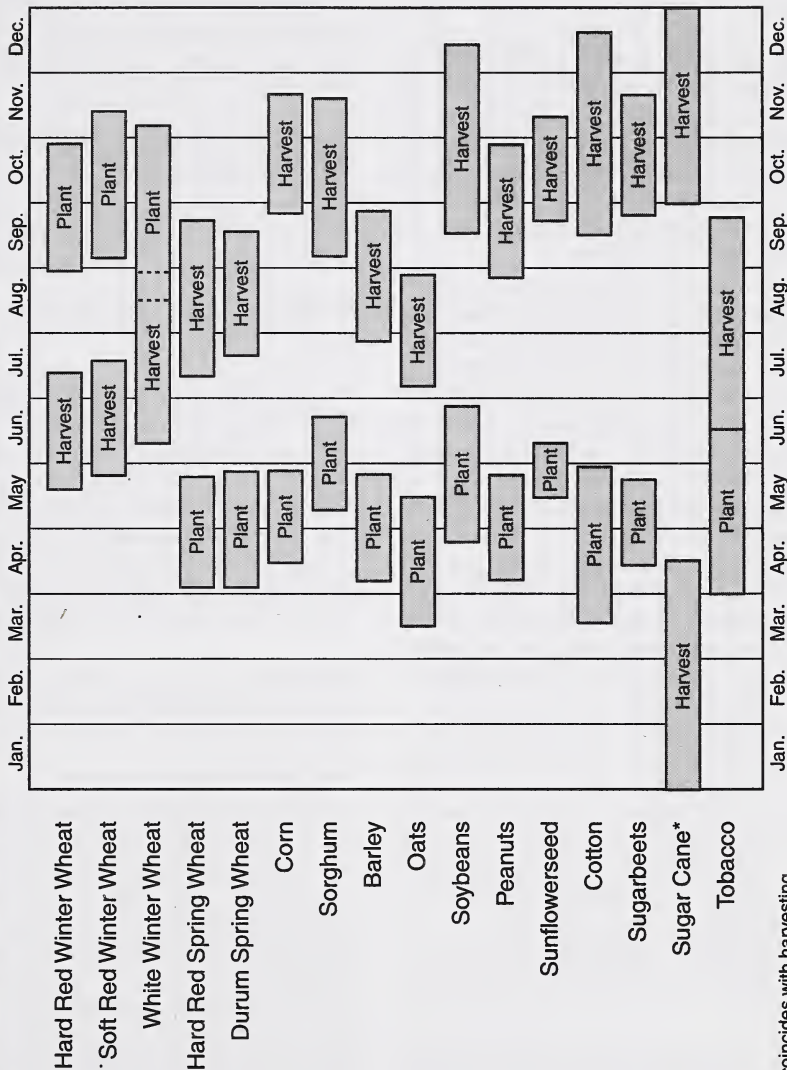 Jan. Feb. Mar. Apr. May Jun. Jul. Aug. Sep. Oct. Nov. Dec.
Hard Red Winter Wheat Harvest Plant
Soft Red Winter Wheat Harvest Plant
White Winter Wheat Harvest Plant
Hard Red Spring Wheat Plant Harvest
Durum Spring Wheat Plant Harvest
Corn Plant Harvest
Sorghum Plant Harvest
Barley Plant Harvest
Oats Plant Harvest
Soybeans Plant Harvest
Peanuts Plant Harvest
Sunflowerseed Plant Harvest
Cotton Plant Harvest
Sugarbeets Plant Harvest
Sugar Cane* Harvest Harvest
Tobacco Plant Harvest
Jan. Feb. Mar. Apr. May Jun. Jul. Aug. Sep. Oct. Nov. Dec.
coincides with harvesting